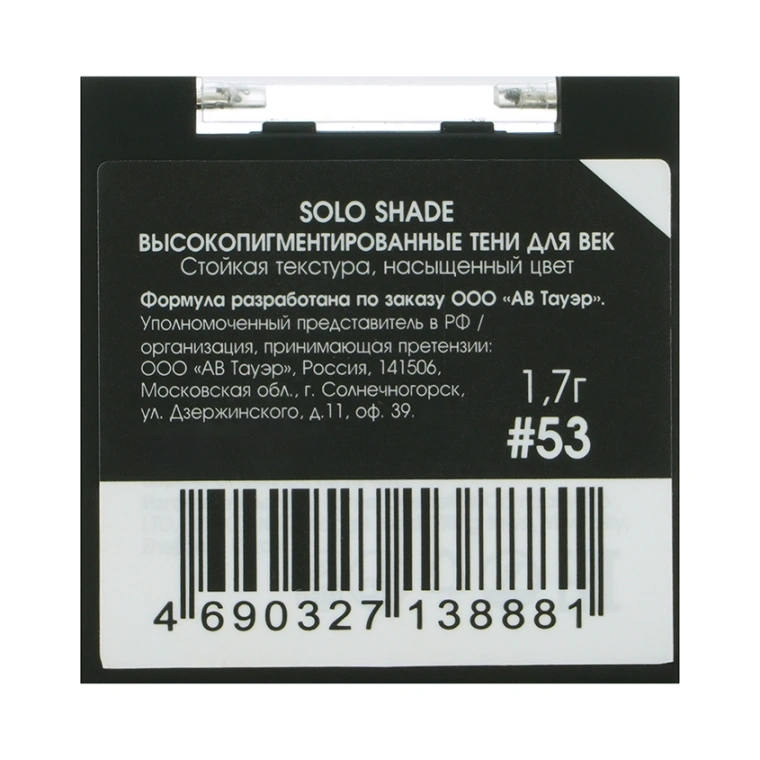 SOLO SHADE
ВЫСОКОПИГМЕНТИРОВАННЫЕ ТЕНИ ДЛЯ ВЕК
Стойкая текстура, насыщенный цвет
Формула разработана по заказу ООО «АВ Тауэр».
Уполномоченный представитель в РФ /
организация, принимающая претензии:
ООО «АВ Тауэр», Россия, 141506,
Московская обл., г. Солнечногорск,
ул. Дзержинского, д.11, оф. 39.
1,7г
#53
4 690327 138881